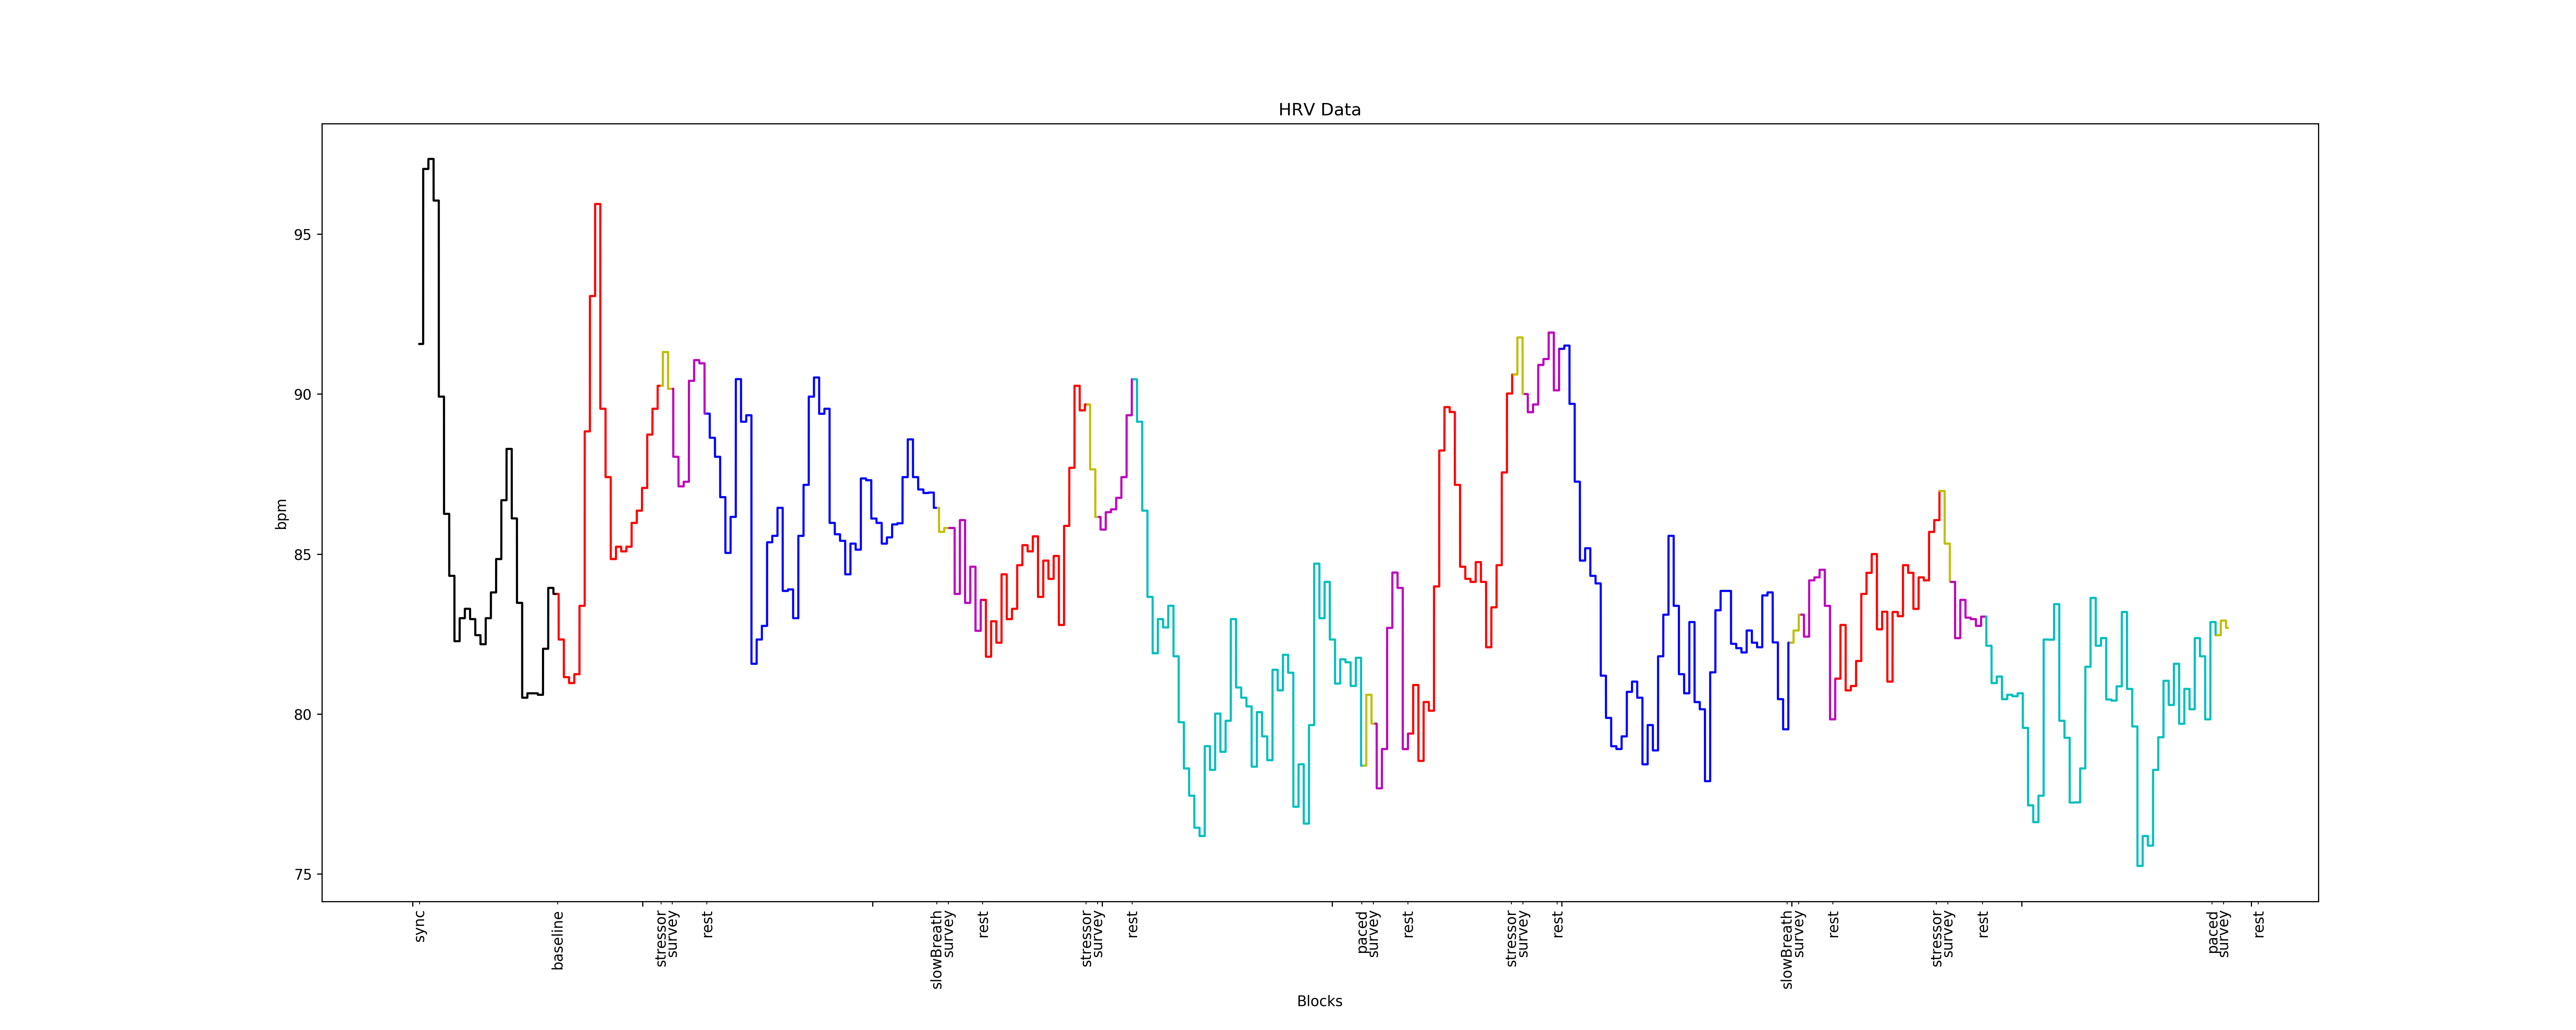 HRV Data
95
90
85
80
75
bpm
sync
baseline
stressor
survey
rest
slowBreath
survey
rest
stressor
survey
rest
paced
survey
rest
stressor
survey
rest
slowBreath
survey
rest
stressor
survey
rest
paced
survey
rest
Blocks